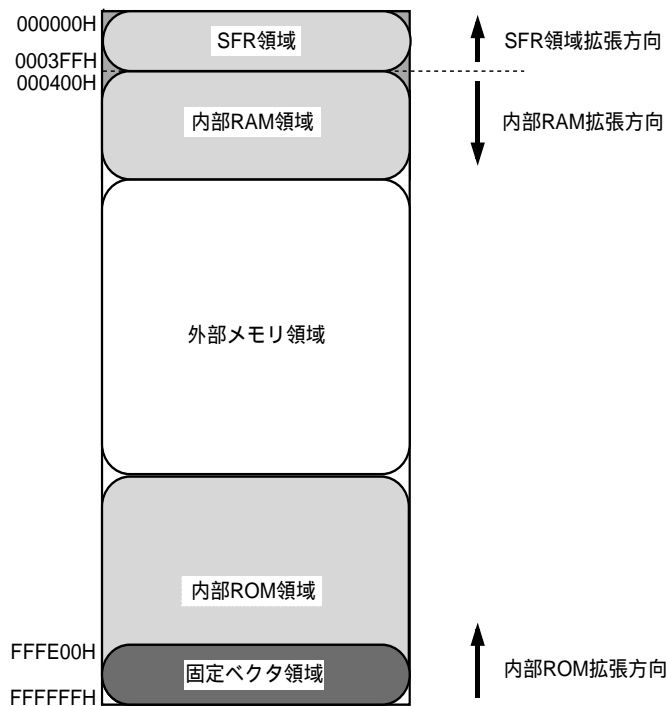 000000H
SFR領域
SFR領域拡張方向
0003FFH
000400H
内部RAM領域
内部RAM拡張方向
外部メモリ領域
内部ROM領域
FFFE00H
固定ベクタ領域
内部ROM拡張方向
FFFFFFH